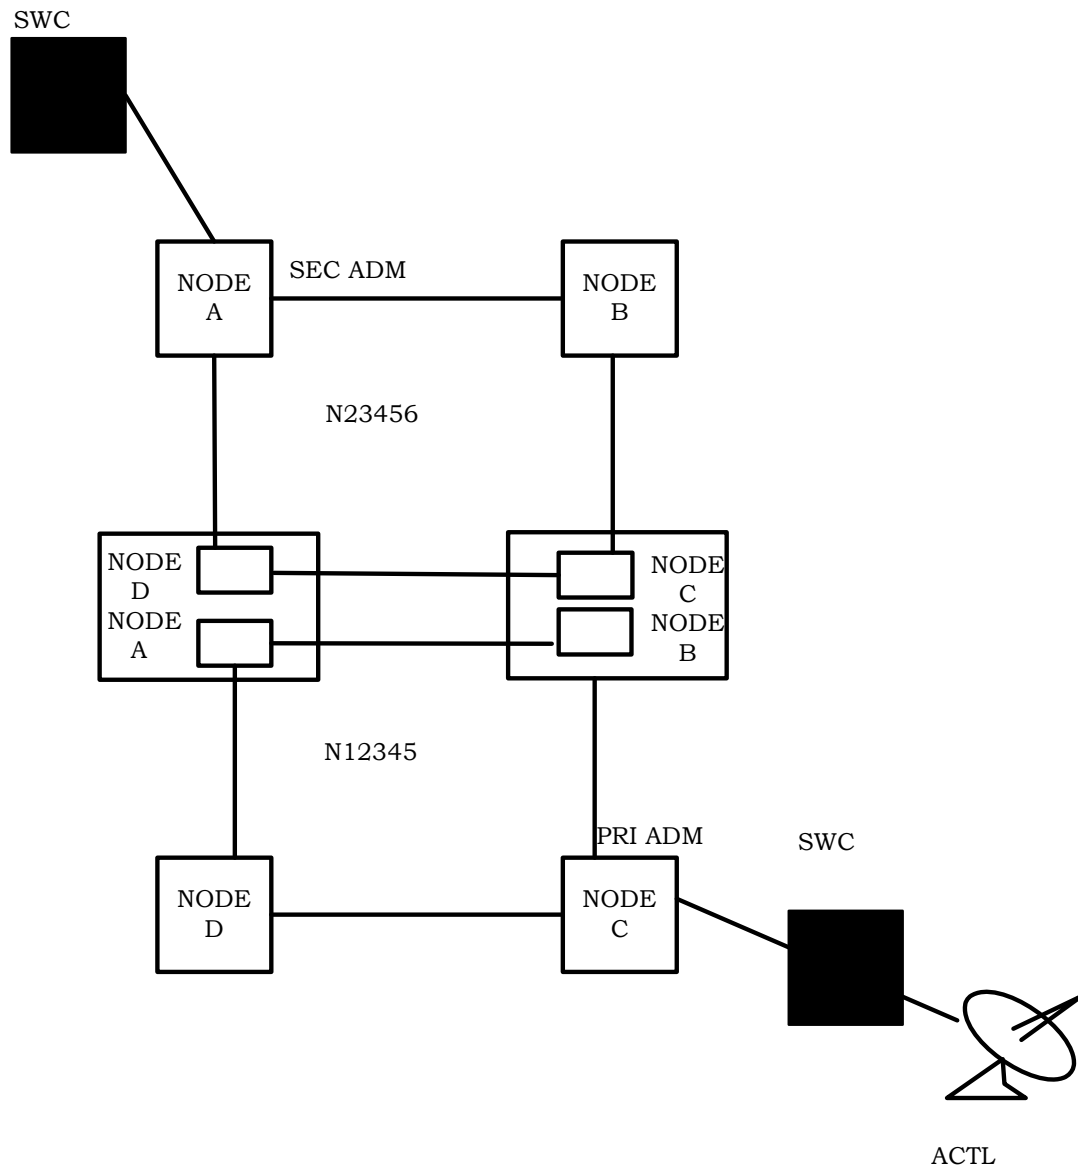 SWC
SEC ADM
NODE
A
NODE
B
N23456
NODE
D
NODE
A
NODE
C
NODE
B
N12345
PRI ADM
SWC
NODE
D
NODE
C
ACTL